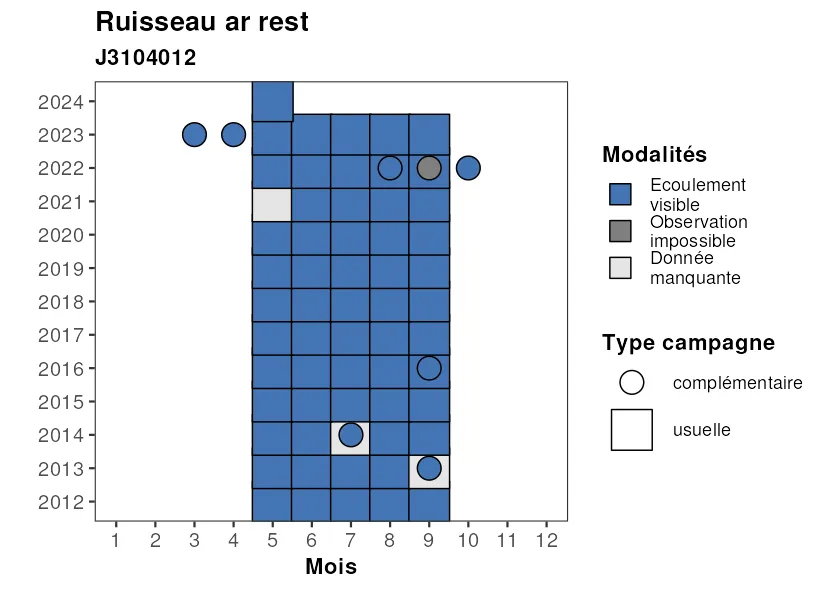 Ruisseau ar rest
J3104012
2024
2023
2022
2021
2020
2019
2018
2017
2016
2015
2014
2013
2012
1 2 3 4 5 6 7 8 9 10 11 12
Mois
Modalités
Ecoulement
visible
Observation
impossible
Donnée
manquante
Type campagne
complémentaire
usuelle